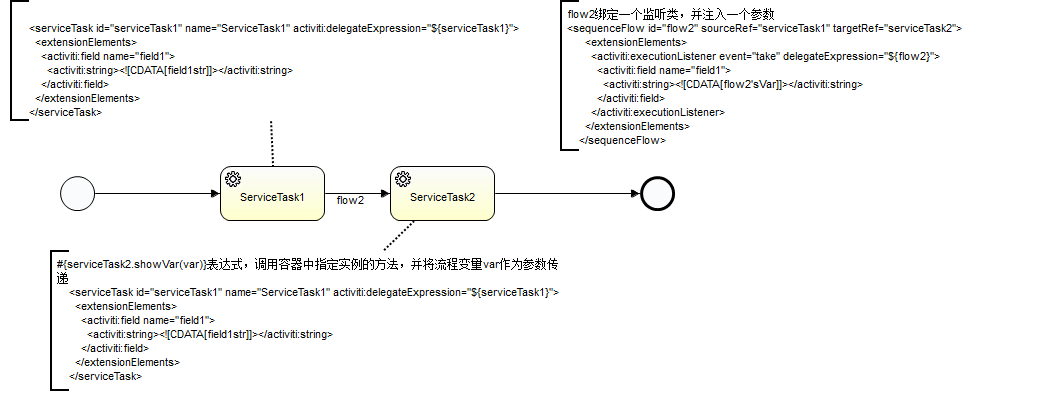 <serviceTask id="serviceTask1" name="ServiceTask1" activiti:delegateExpression="${serviceTask1}">
<extensionElements>
<activiti:field name="field1">
<activiti:string><![CDATA[field1str]]></activiti:string>
</activiti:field>
</extensionElements>
</serviceTask>
flow2绑定一个监听类，并注入一个参数
<sequenceFlow id="flow2" sourceRef="serviceTask1" targetRef="serviceTask2">
<extensionElements>
<activiti:executionListener event="take" delegateExpression="${flow2}">
<activiti:field name="field1">
<activiti:string><![CDATA[flow2'sVar]]></activiti:string>
</activiti:field>
</activiti:executionListener>
</extensionElements>
</sequenceFlow>
ServiceTask1
flow2
ServiceTask2
#{serviceTask2.showVar(var)}表达式，调用容器中指定实例的方法，并将流程变量var作为参数传
递
<serviceTask id="serviceTask1" name="ServiceTask1" activiti:delegateExpression="${serviceTask1}">
<extensionElements>
<activiti:field name="field1">
<activiti:string><![CDATA[field1str]]></activiti:string>
</activiti:field>
</extensionElements>
</serviceTask>